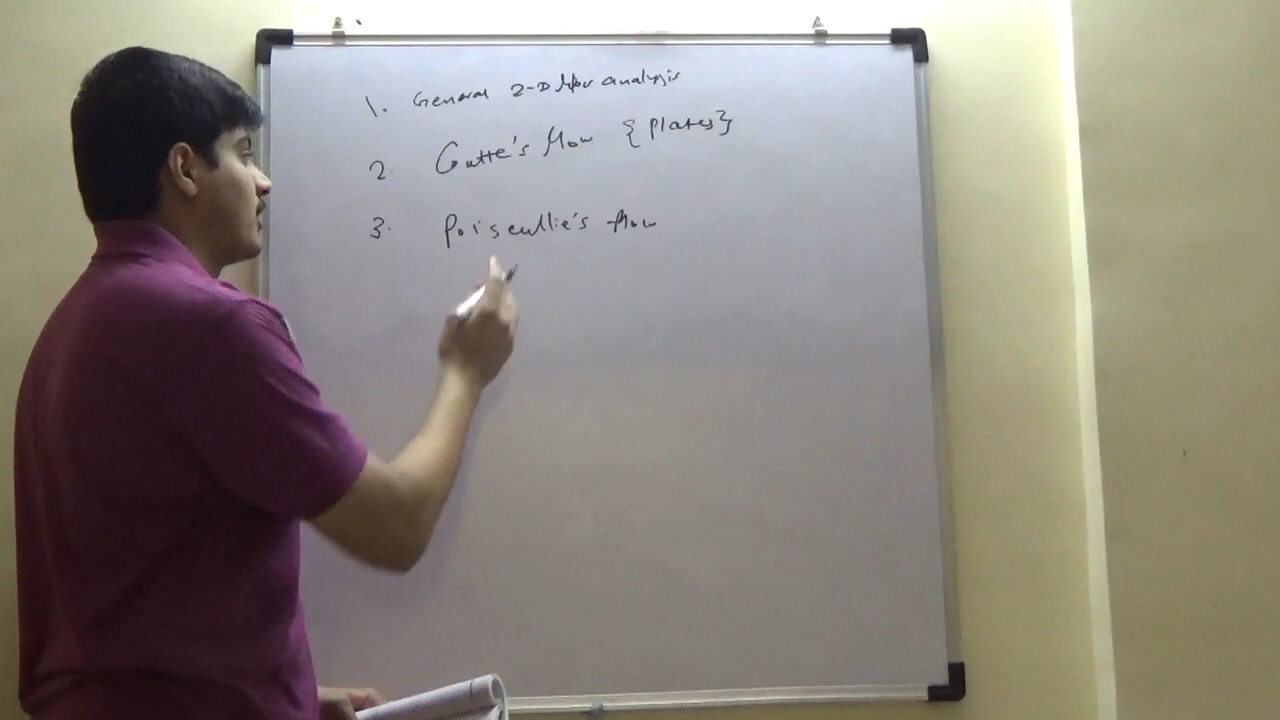 1. General 2-D flow analysis
2. Coutte's flow {plates}
3. Poiseullie's flow